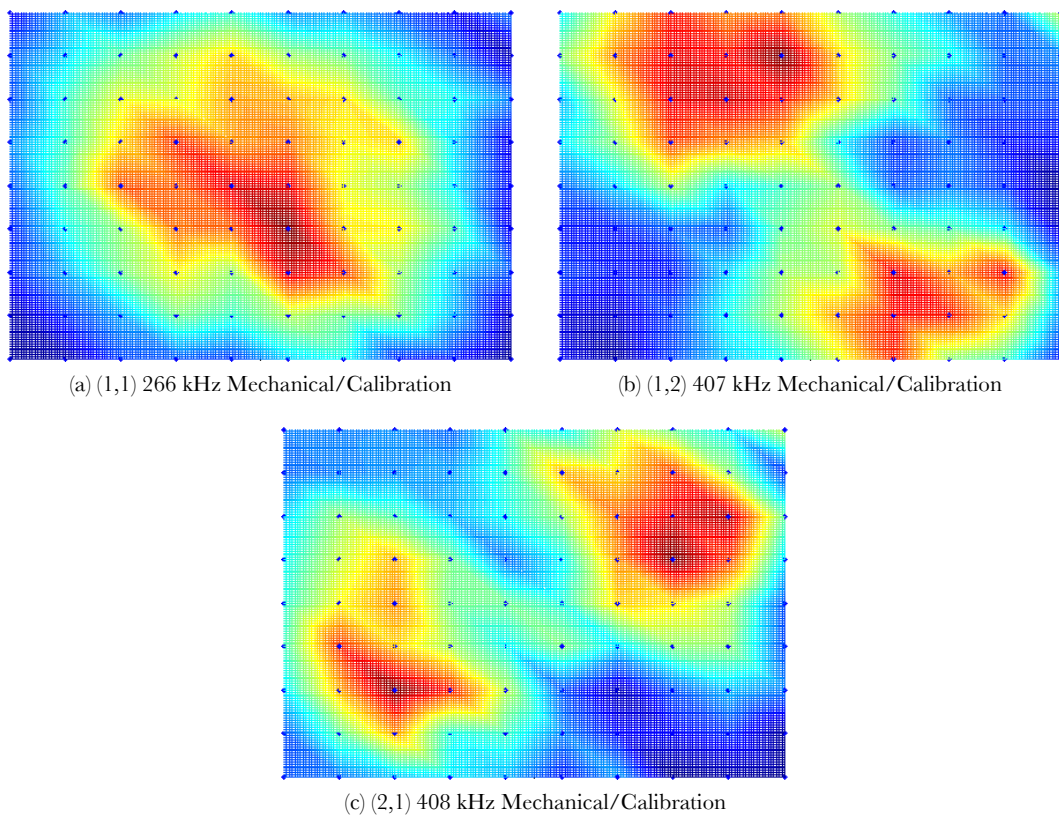 (a) (1,1) 266 kHz Mechanical/Calibration
(b) (1,2) 407 kHz Mechanical/Calibration
(c) (2,1) 408 kHz Mechanical/Calibration